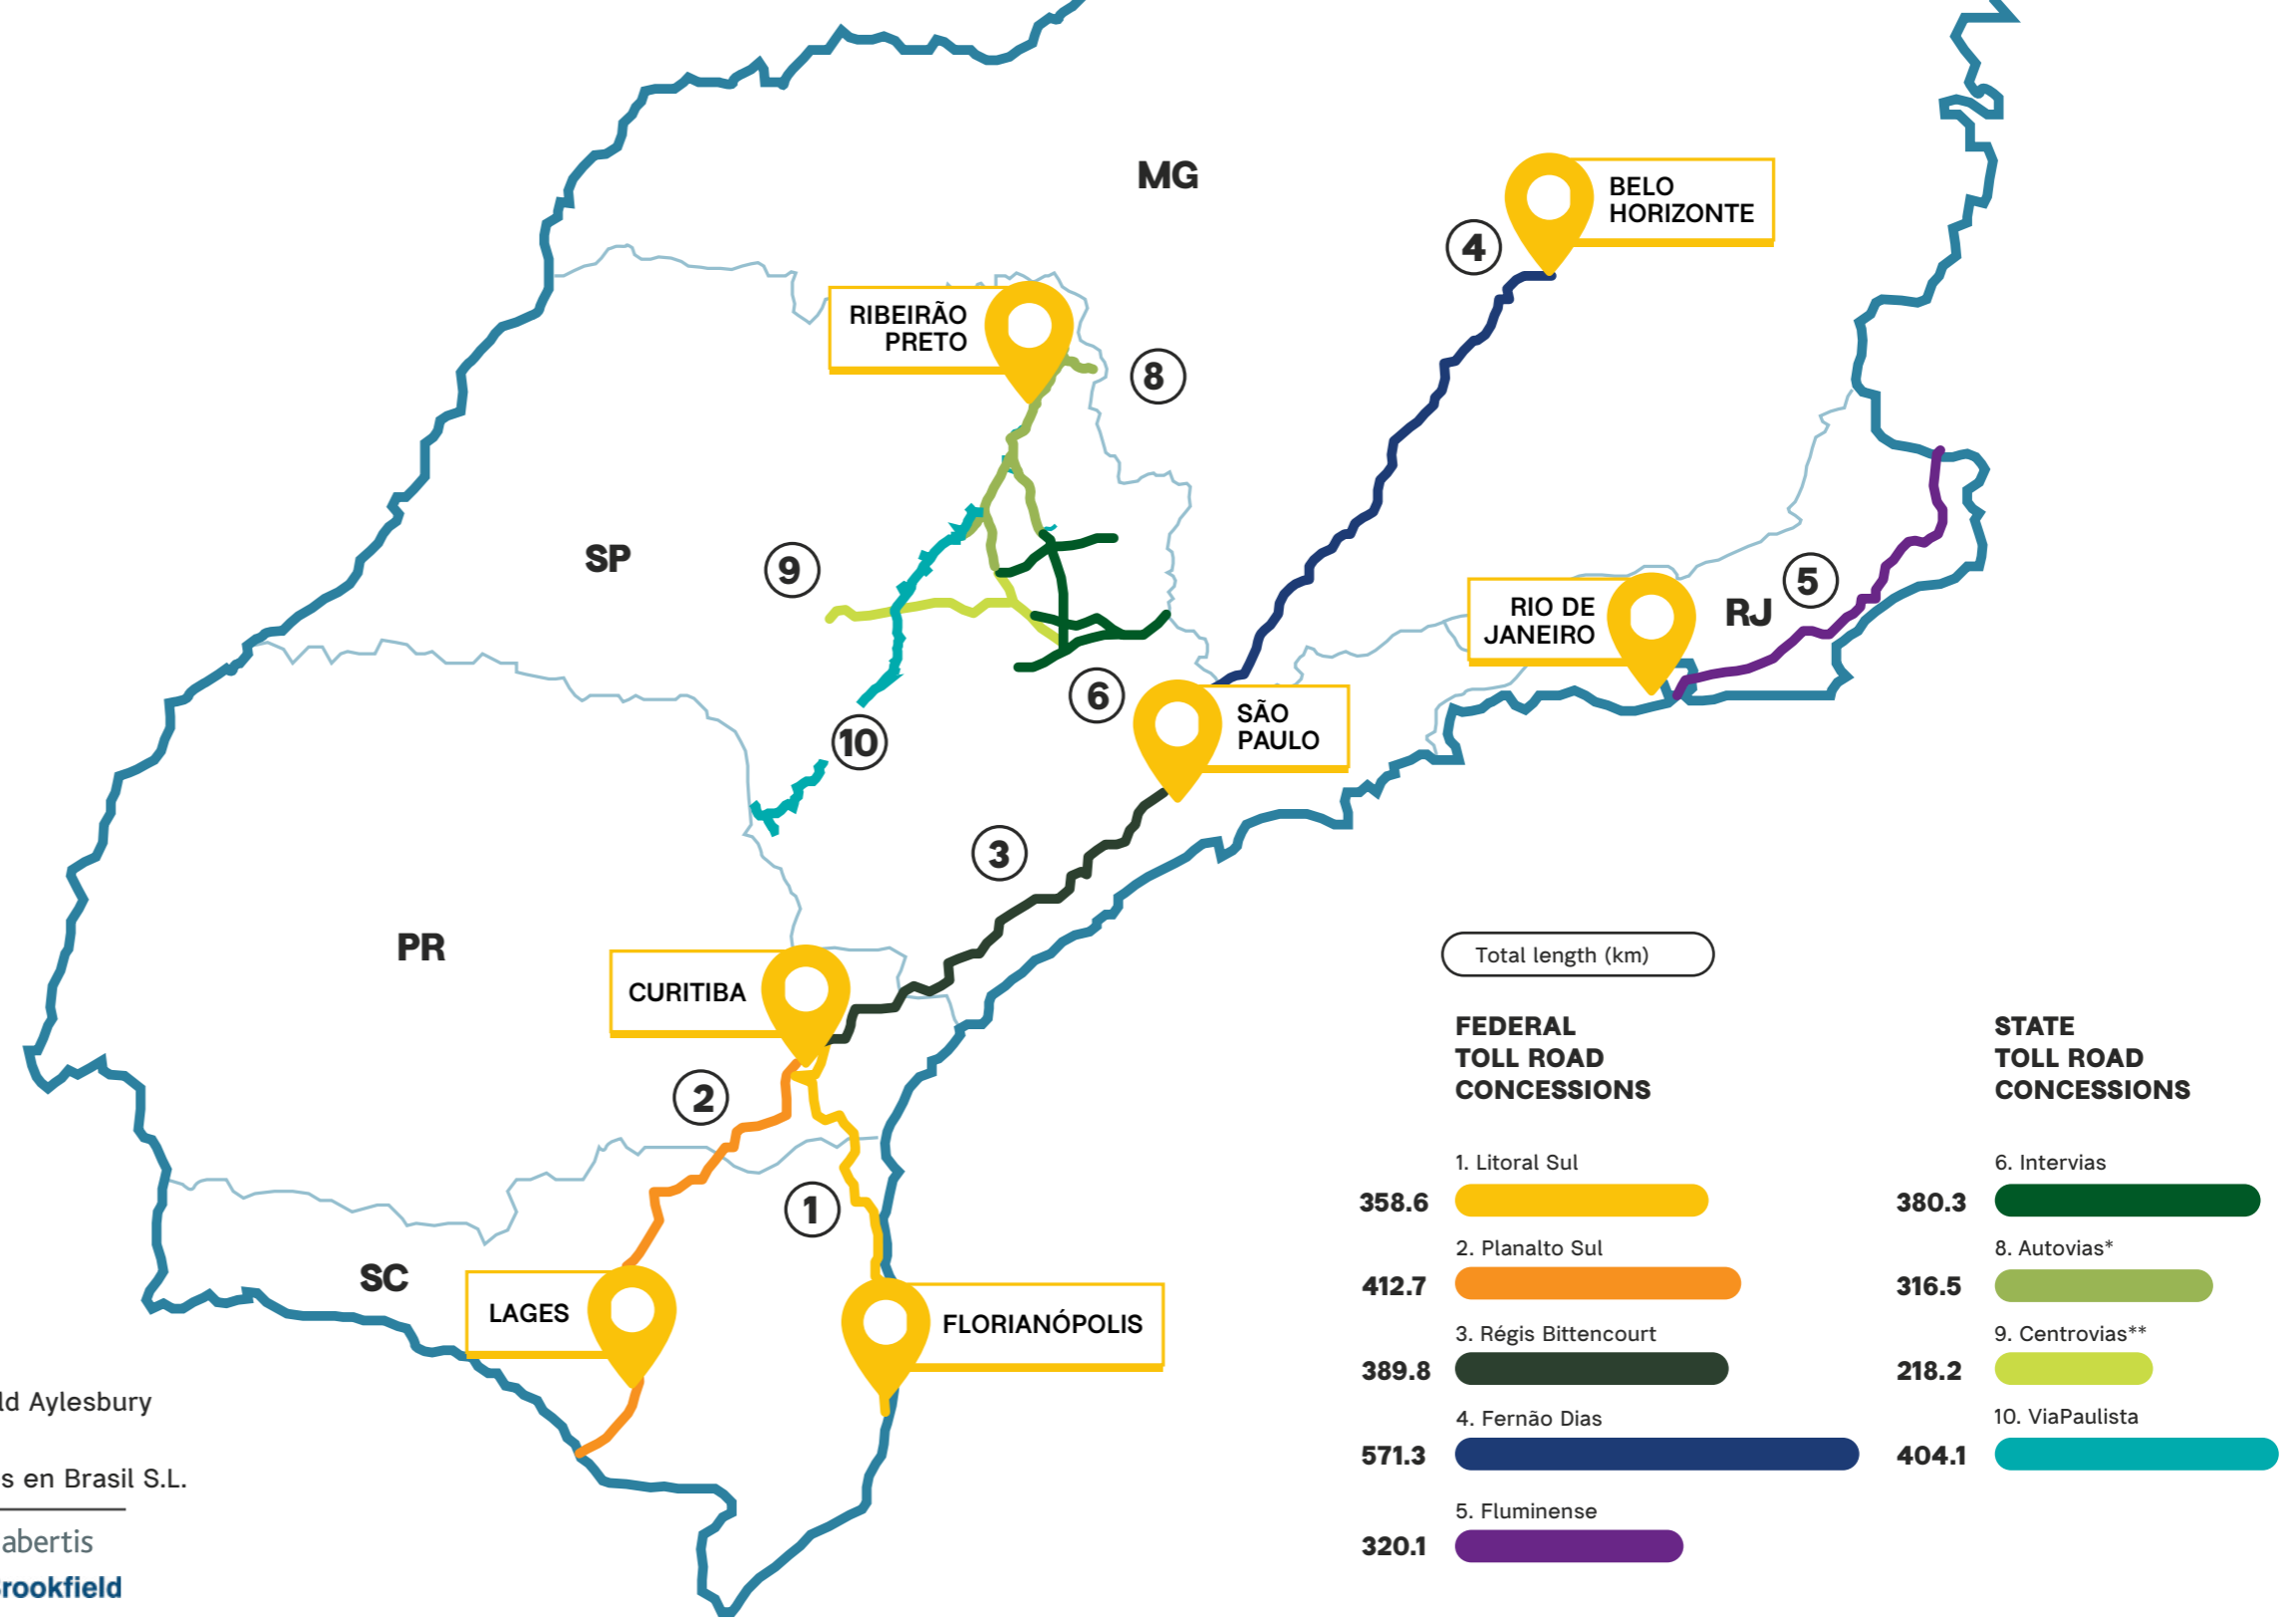 MG
BELO
HORIZONTE
4
RIBEIRÃO
PRETO
8
SP
9
5
RIO DE
JANEIRO
RJ
6
SÃO
PAULO
10
3
PR
CURITIBA
2
1
SC
LAGES
FLORIANÓPOLIS
Total length (km)
FEDERAL
TOLL ROAD
CONCESSIONS
1. Litoral Sul
358.6
2. Planalto Sul
412.7
3. Régis Bittencourt
389.8
4. Fernão Dias
571.3
5. Fluminense
320.1
STATE
TOLL ROAD
CONCESSIONS
6. Intervias
380.3
8. Autovias*
316.5
9. Centrovias**
218.2
10. ViaPaulista
404.1
ld Aylesbury
s en Brasil S.L.
abertis
rookfield